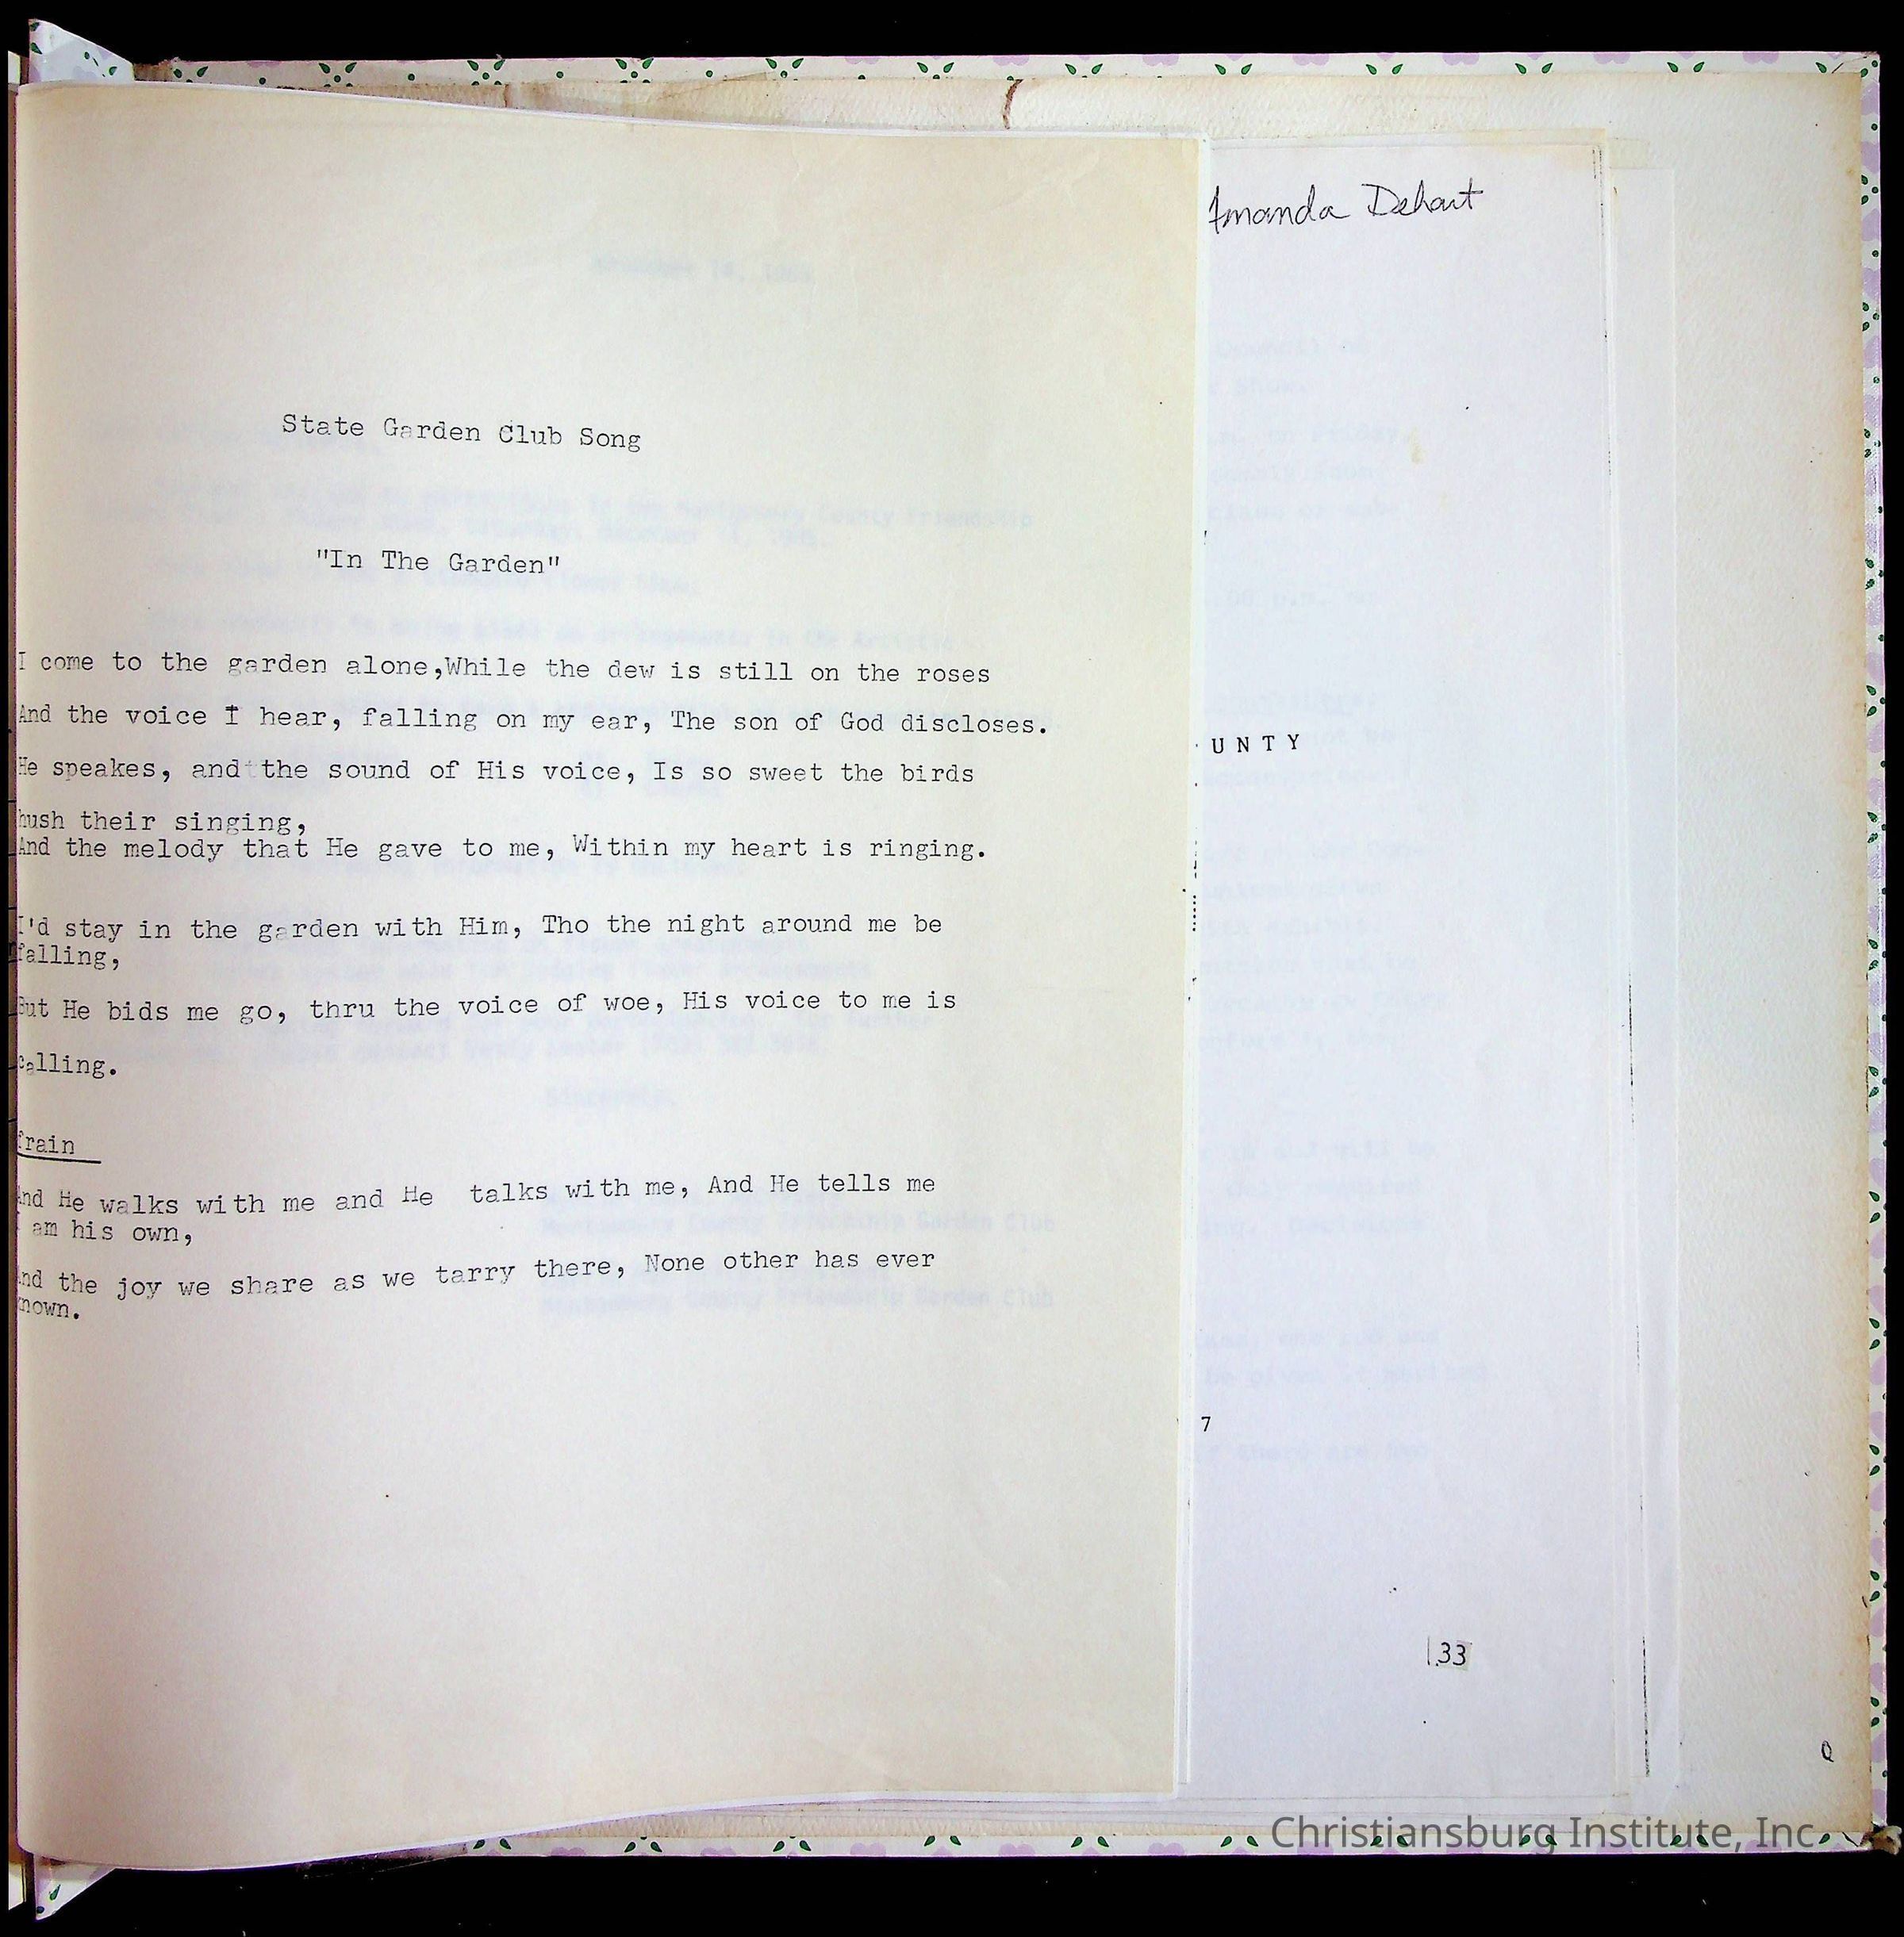 State Garden Club Song
"In The Garden"
I come to the garden alone,While the dew is still on the roses
And the voice I hear, falling on my ear, The son of God discloses.
He speakes, and the sound of His voice, Is so sweet the birds
hush their singing,
And the melody that He gave to me, Within my heart is ringing.
I'd stay in the garden with Him, Tho the night around me be
falling,
But He bids me go, thru the voice of woe, His voice to me is
calling.
frain
And He walks with me and He talks with me, And He tells me
am his own,
And the joy we share as we tarry there, None other has ever
known.
Amanda Dehart
UNTY
7
33
Christiansburg Institute, Inc.